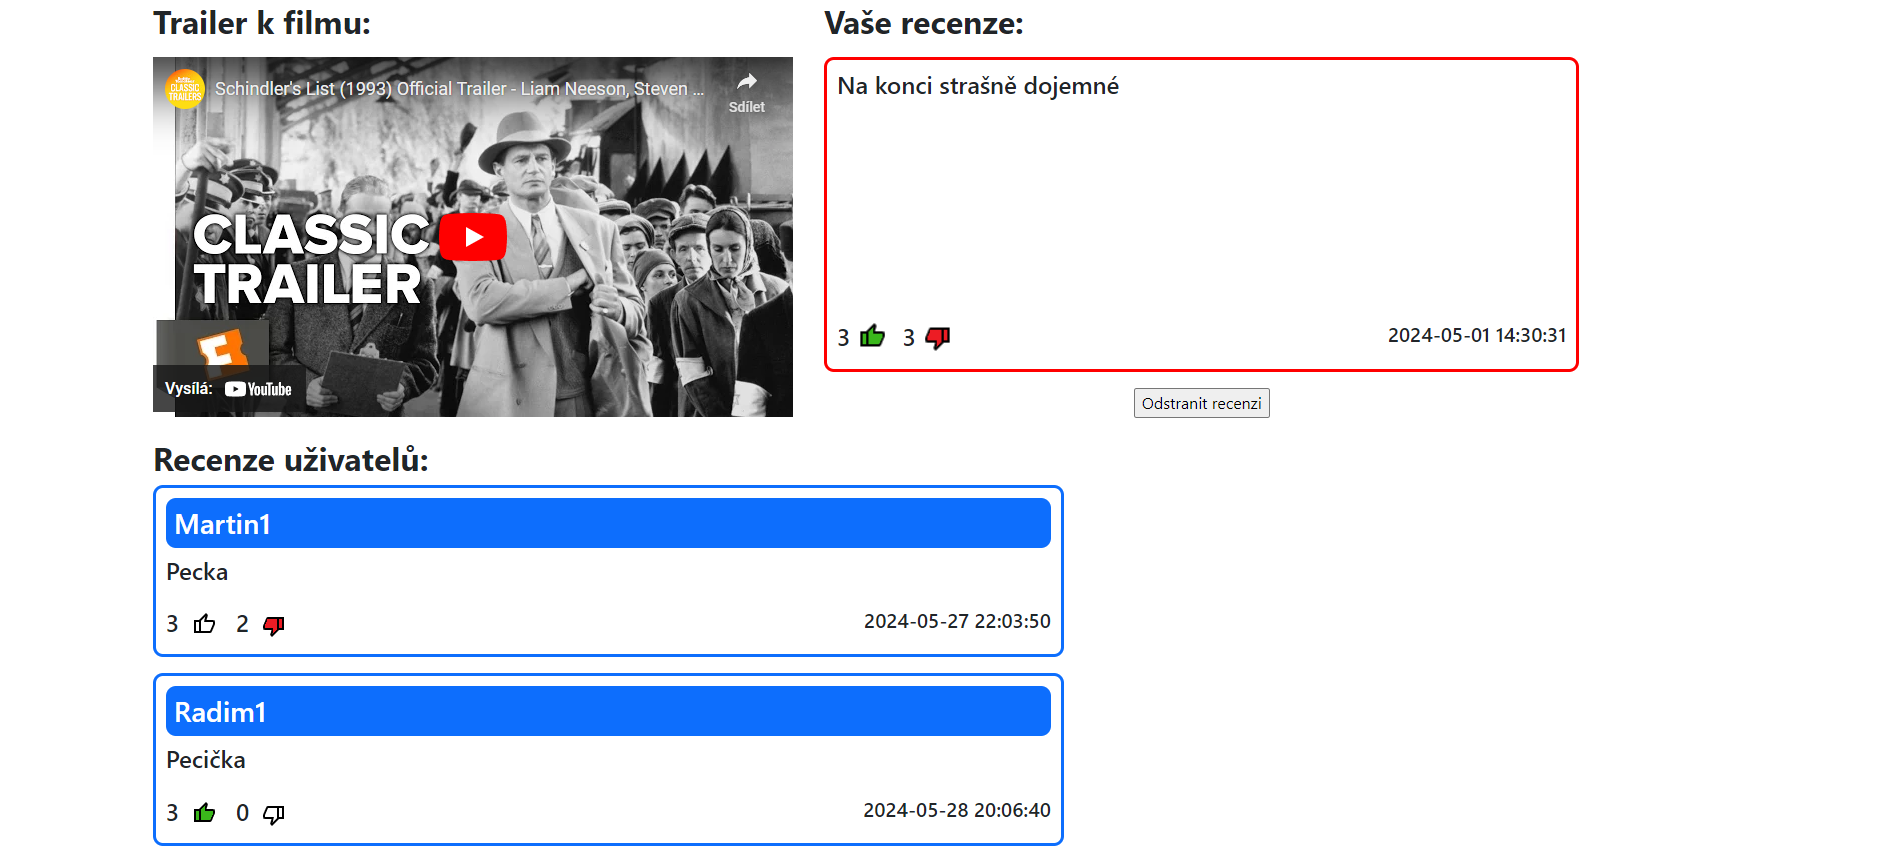 Trailer k filmu:
CLASSIC TRAILERS
Schindler's List (1993) Official Trailer - Liam Neeson, Steven ...
Sdílet
CLASSIC
TRAILER
Vysílá: YouTube
Vaše recenze:
Na konci strašně dojemné
3 3 2024-05-01 14:30:31
Odstranit recenzi
Recenze uživatelů:
Martin1
Pecka
3 2 2024-05-27 22:03:50
Radim1
Pecička
3 0 2024-05-28 20:06:40